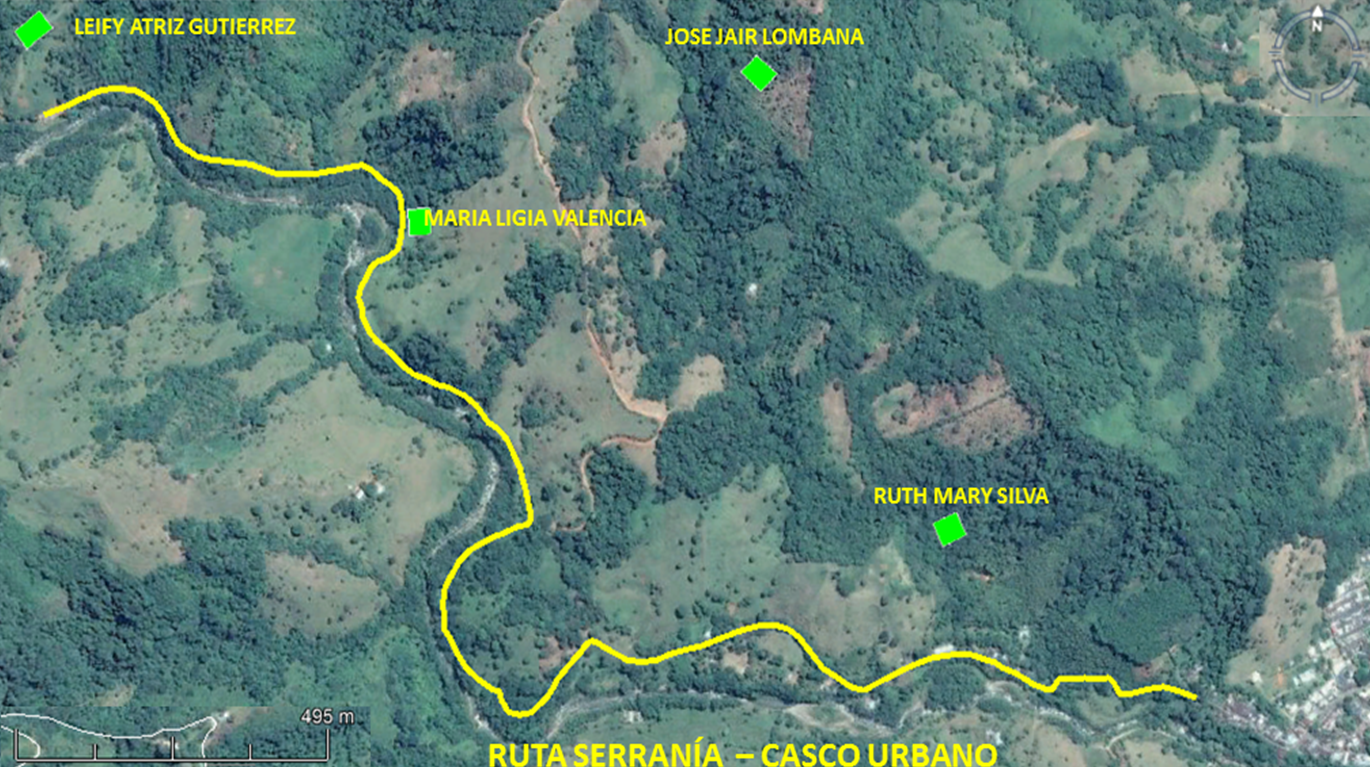 LEIFY ATRIZ GUTIERREZ
JOSE JAIR LOMBANA
N
MARIA LIGIA VALENCIA
RUTH MARY SILVA
495 m
RUTA SERRANÍA – CASCO URBANO